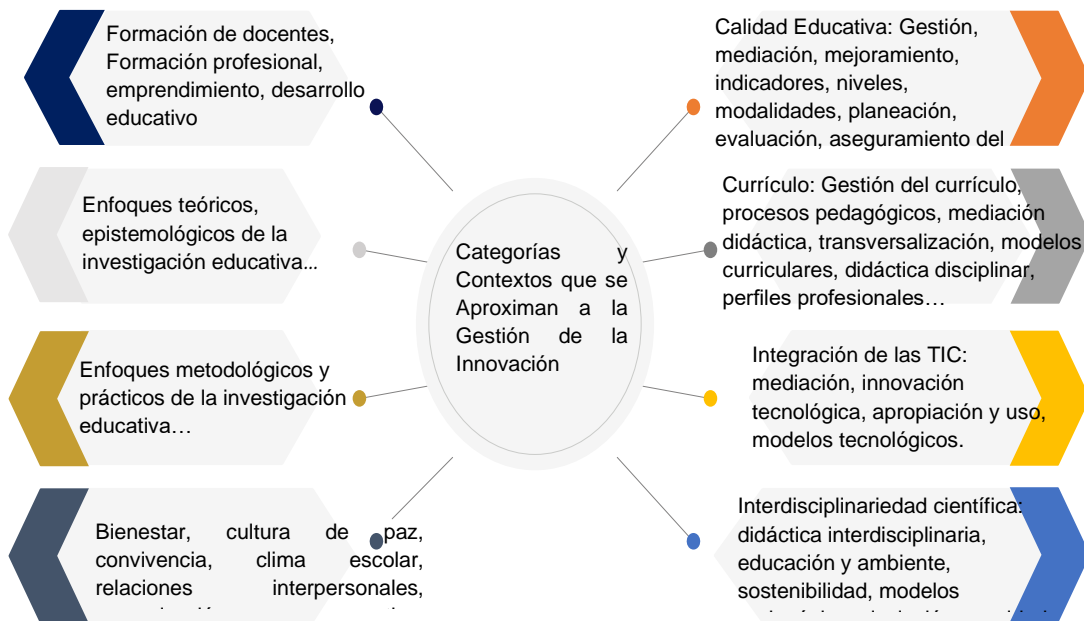 Formación de docentes,
Formación profesional,
emprendimiento, desarrollo
educativo
Enfoques teóricos,
epistemológicos de la
investigación educativa...
Enfoques metodológicos y
prácticos de la investigación
educativa…
Bienestar, cultura de paz,
convivencia, clima escolar,
relaciones interpersonales,
Categorías y
Contextos que se
Aproximan a la
Gestión de la
Innovación
Calidad Educativa: Gestión,
mediación, mejoramiento,
indicadores, niveles,
modalidades, planeación,
evaluación, aseguramiento del
Currículo: Gestión del currículo,
procesos pedagógicos, mediación
didáctica, transversalización, modelos
curriculares, didáctica disciplinar,
perfiles profesionales…
Integración de las TIC:
mediación, innovación
tecnológica, apropiación y uso,
modelos tecnológicos.
Interdisciplinariedad científica:
didáctica interdisciplinaria,
educación y ambiente,
sostenibilidad, modelos